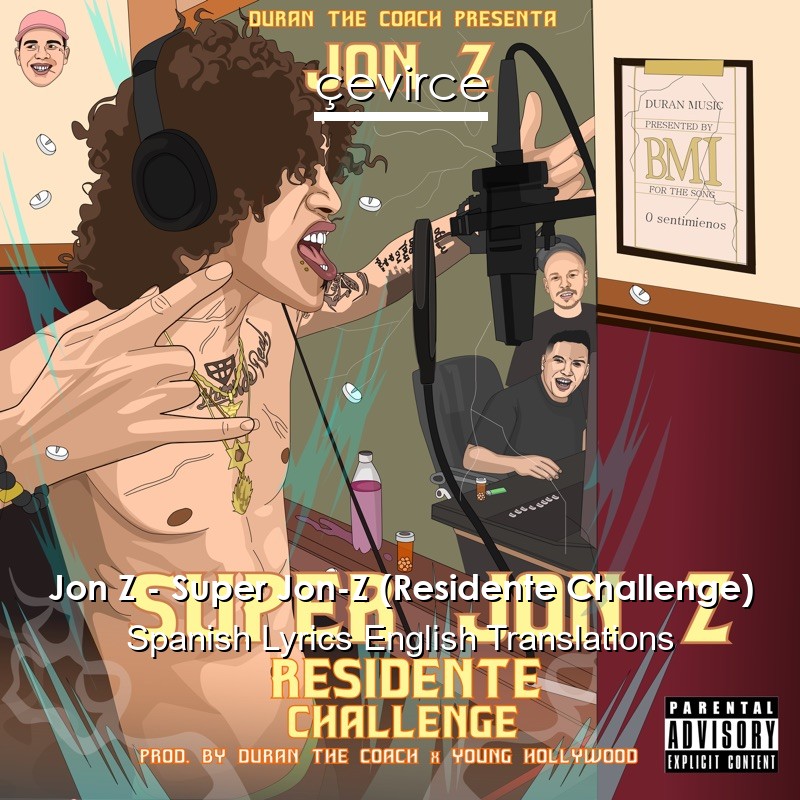 DURAN THE COACH PRESENTA
JON Z
çevirce
DURAN MUSIC
PRESENTED BY
BMI
FOR THE SONG
0 sentimienos
Jon Z - Super Jon-Z (Residente Challenge)
SUPER JON Z
Spanish Lyrics English Translations
RESIDENTE
CHALLENGE
PROD. BY DURAN THE COACH x YOUNG HOLLYWOOD
PARENTAL
ADVISORY
EXPLICIT CONTENT